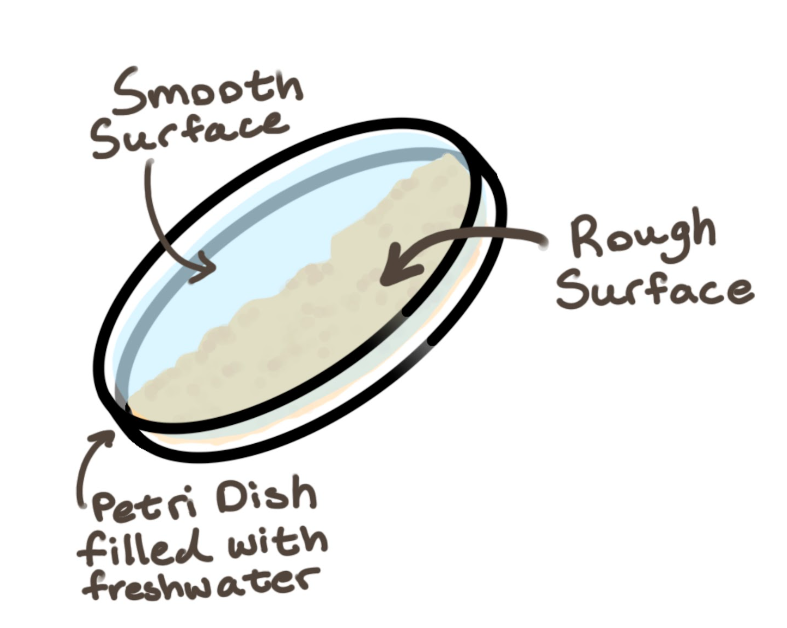 Smooth
Surface
Rough
Surface
Petri Dish
filled with
freshwater